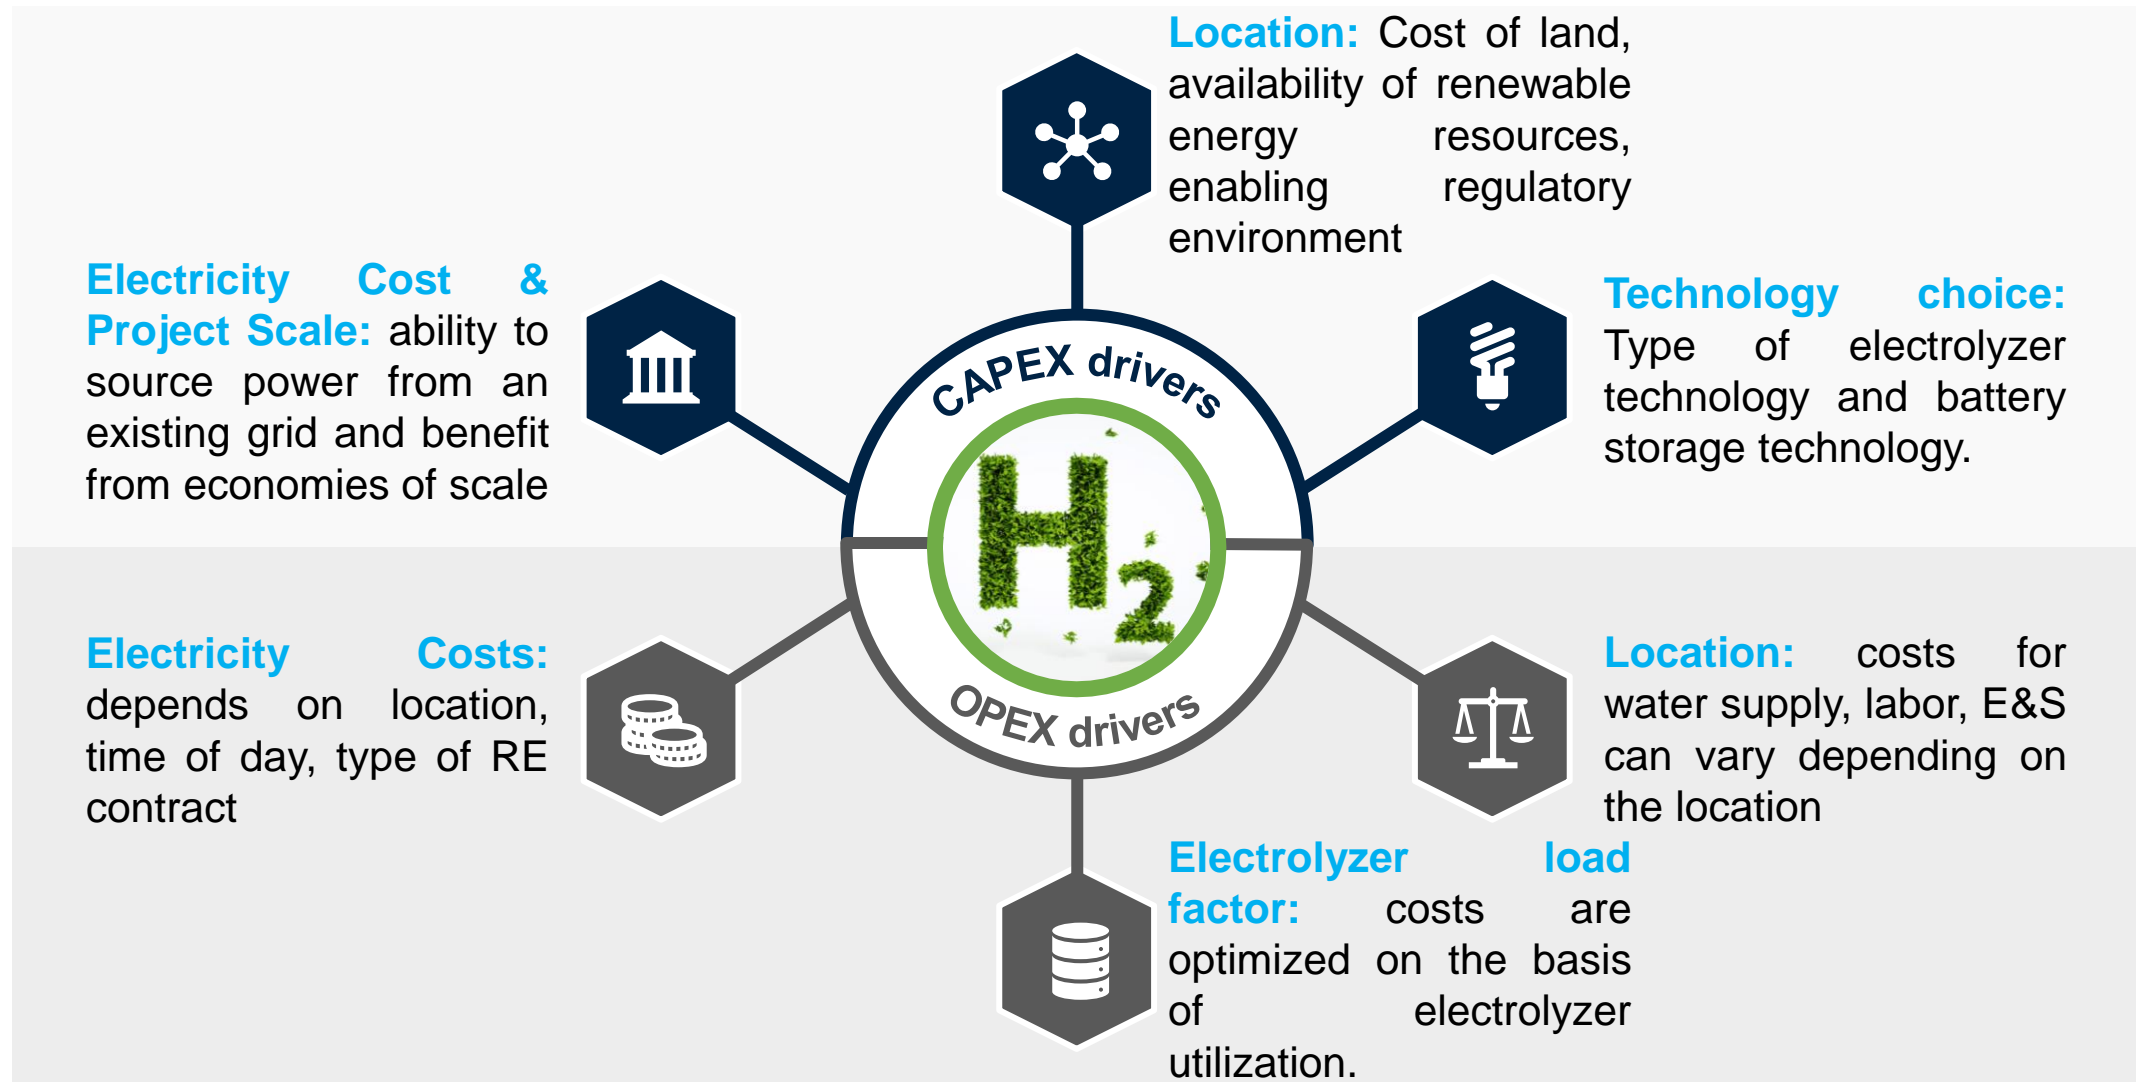 Location: Cost of land,
availability of renewable
energy resources,
enabling regulatory
environment
Electricity Cost &
Project Scale: ability to
source power from an
existing grid and benefit
from economies of scale
Technology choice:
Type of electrolyzer
technology and battery
storage technology.
CAPEX drivers
H2
OPEX drivers
Electricity Costs:
depends on location,
time of day, type of RE
contract
Location: costs for
water supply, labor, E&S
can vary depending on
the location
Electrolyzer load
factor: costs are
optimized on the basis
of electrolyzer
utilization.